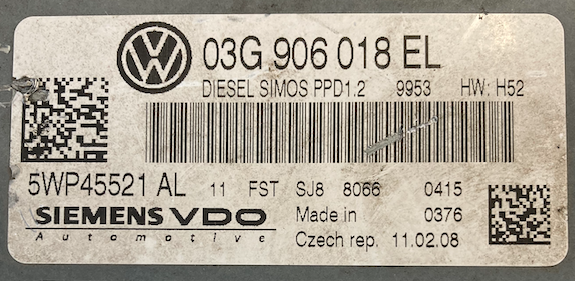 03G 906 018 EL
DIESEL SIMOS PPD1.2 9953 HW: H52
5WP45521 AL 11 FST SJ8 8066 0415
SIEMENS VDO Made in 0376
Automotive Czech rep. 11.02.08